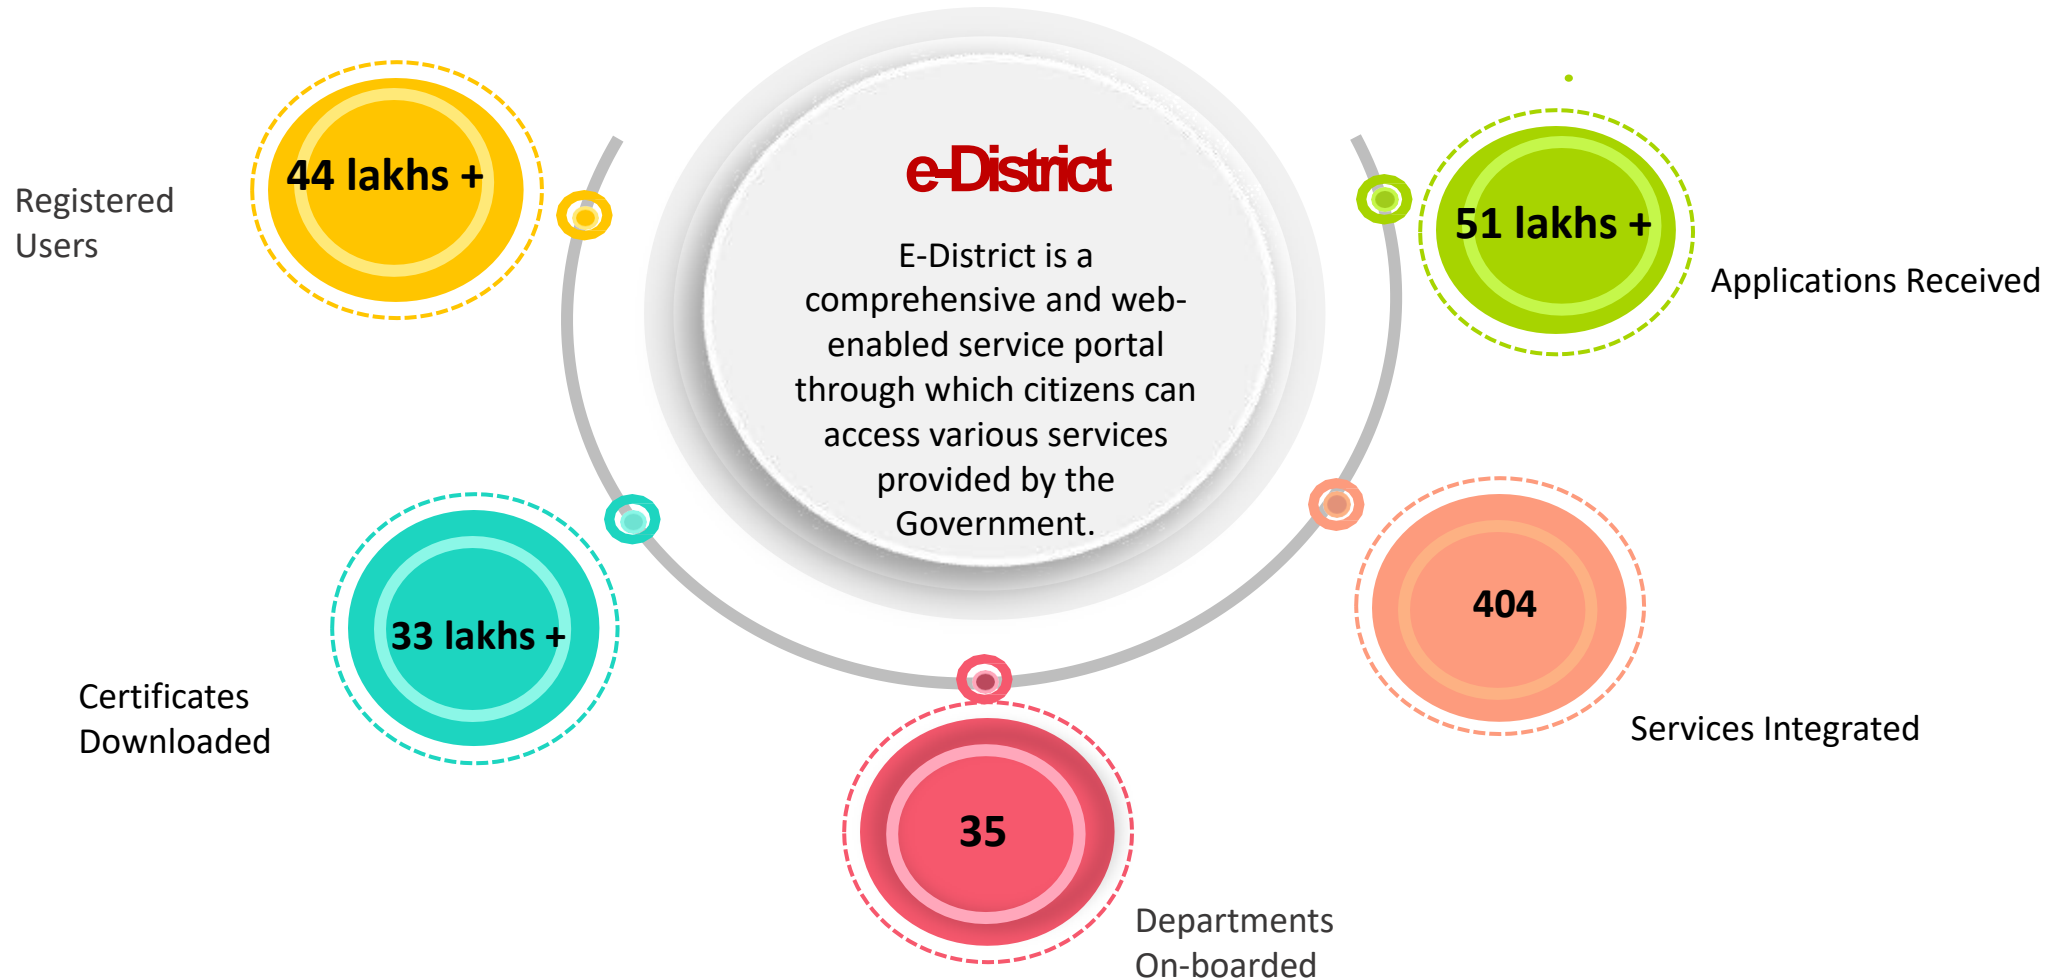 e-District
E-District is a
comprehensive and web-
enabled service portal
through which citizens can
access various services
provided by the
Government.
44 lakhs +
Registered
Users
33 lakhs +
Certificates
Downloaded
35
Departments
On-boarded
404
Services Integrated
51 lakhs +
Applications Received